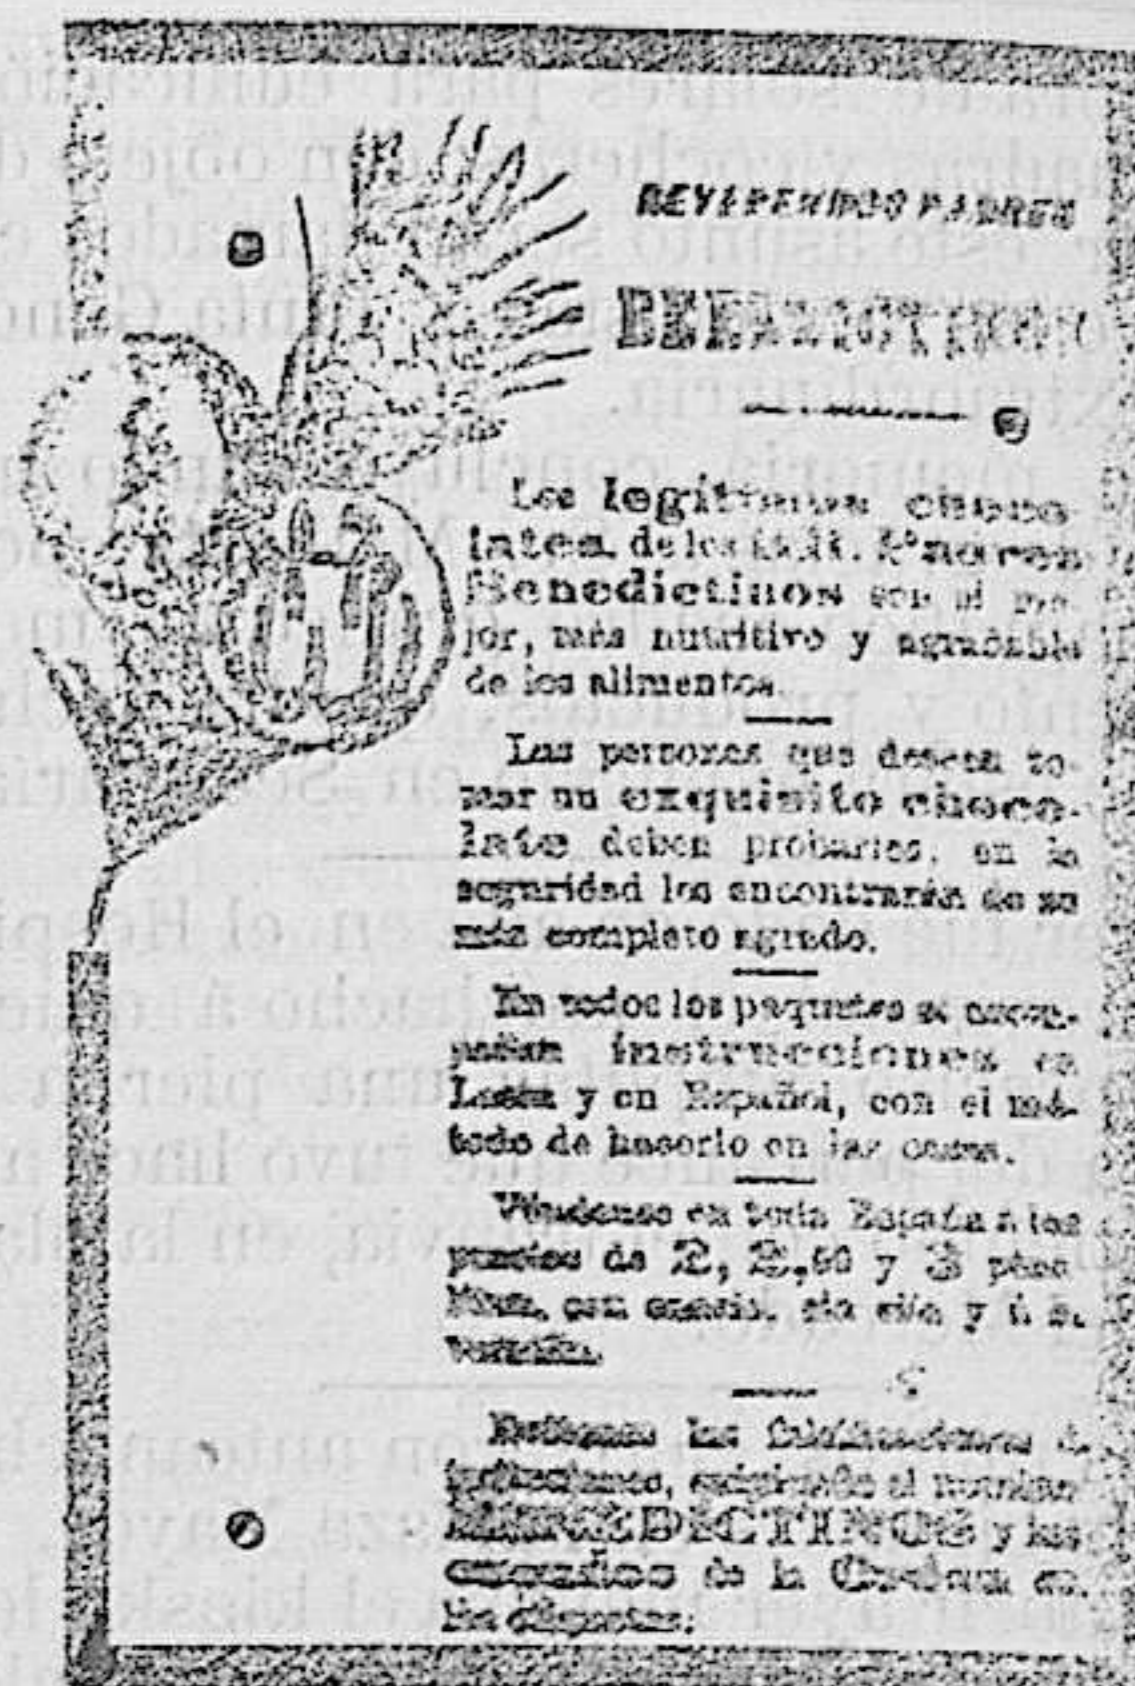 REVERENDOS PADRES
BENEDICTINOS
Los legítimos choco-
lates de los RR. Padres
Benedictinos son el me-
jor, más nutritivo y agradable
de los alimentos.
Las personas que deseen to-
mar un exquisito choco-
late deben probarlos, en la
seguridad los encontrarán de su
más completo agrado.
En todos los paquetes se acom-
pañan instrucciones en
Latín y en Español, con el mé-
todo de hacerlo en las casas.
Véndense en toda España a los
precios de 2, 2,50 y 3 pese-
tas, con canela, sin ella y á la
vainilla.
las falsificaciones é
imitaciones, exigiendo el nombre
BENEDICTINOS y los
de la